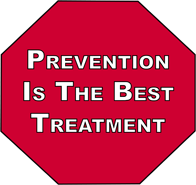 Prevention
Is The Best
Treatment